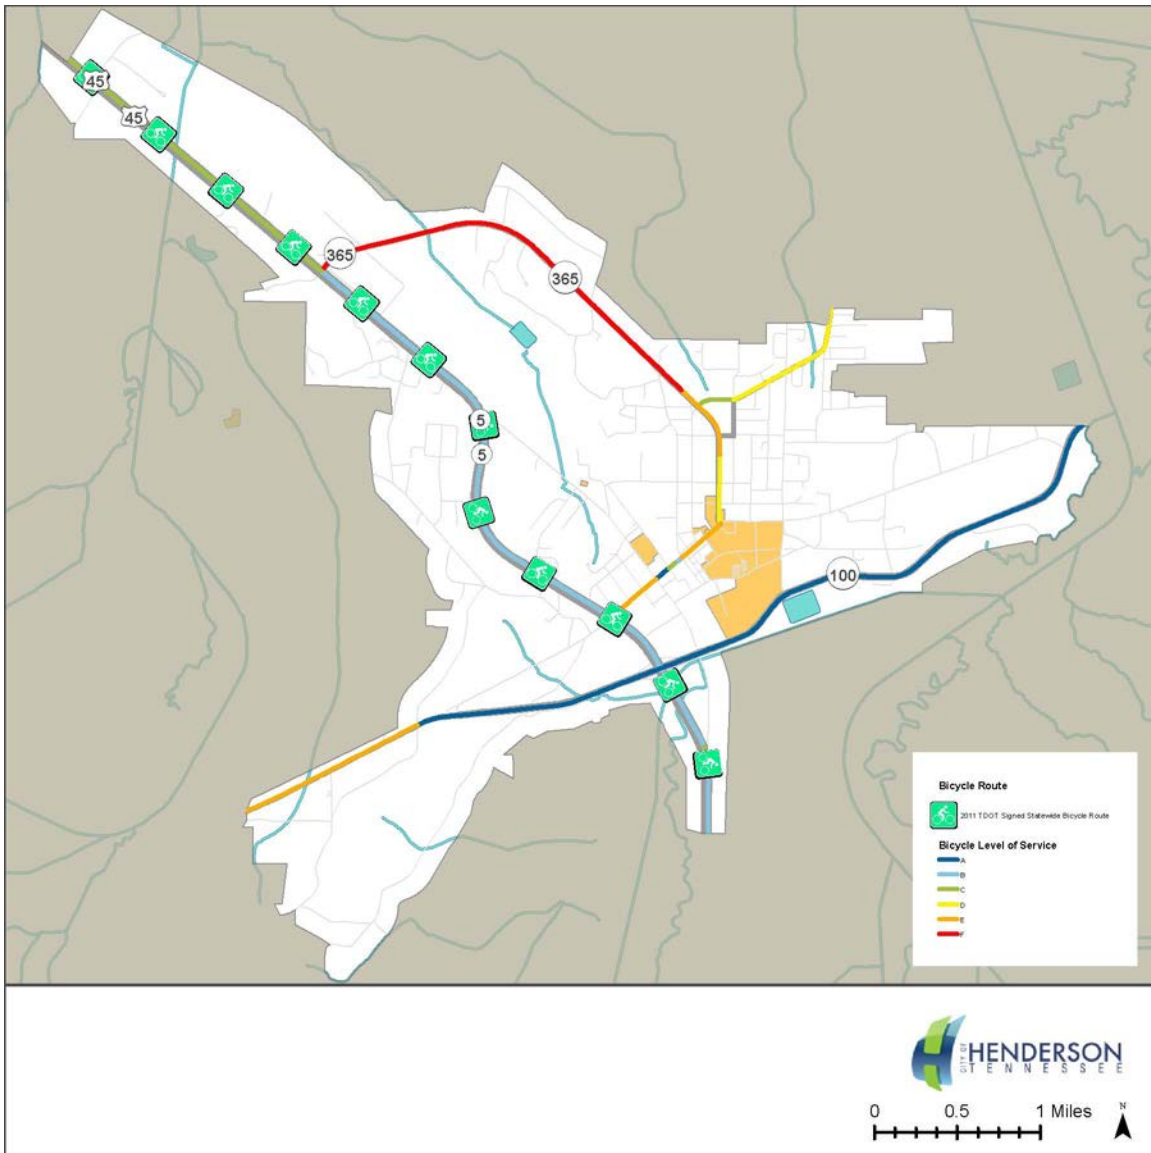 45
45
365
365
5
5
100
Bicycle Route
2011 TDOT Signed Statewide Bicycle Route
Bicycle Level of Service
A
B
C
D
E
F
CITY OF
HENDERSON
TENNESSEE
0 0.5 1 Miles
N